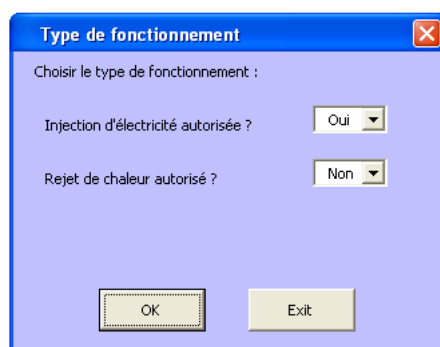 Type de fonctionnement
Choisir le type de fonctionnement :
Injection d'électricité autorisée ? Oui
Rejet de chaleur autorisé ? Non
OK Exit